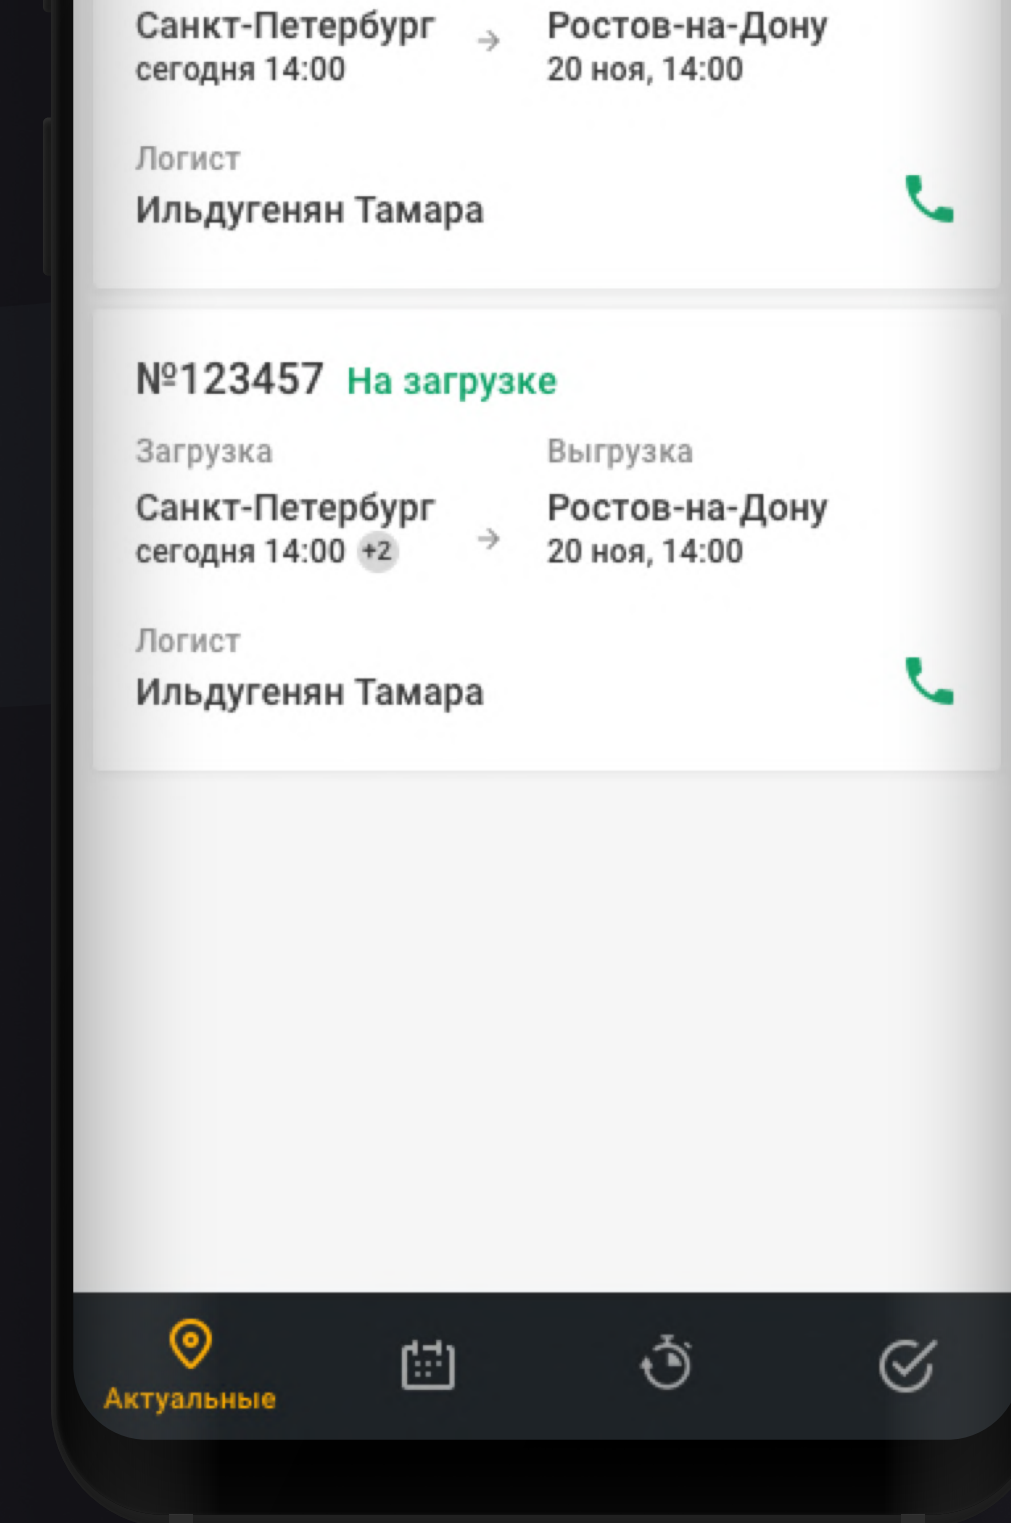 Санкт-Петербург
Ростов-на-Дону
сегодня 14:00
20 ноя, 14:00
Логист
Ильдугенян Тамара
№123457 На загрузке
Загрузка
Выгрузка
Санкт-Петербург
Ростов-на-Дону
сегодня 14:00 +2
20 ноя, 14:00
Логист
Ильдугенян Тамара
Актуальные